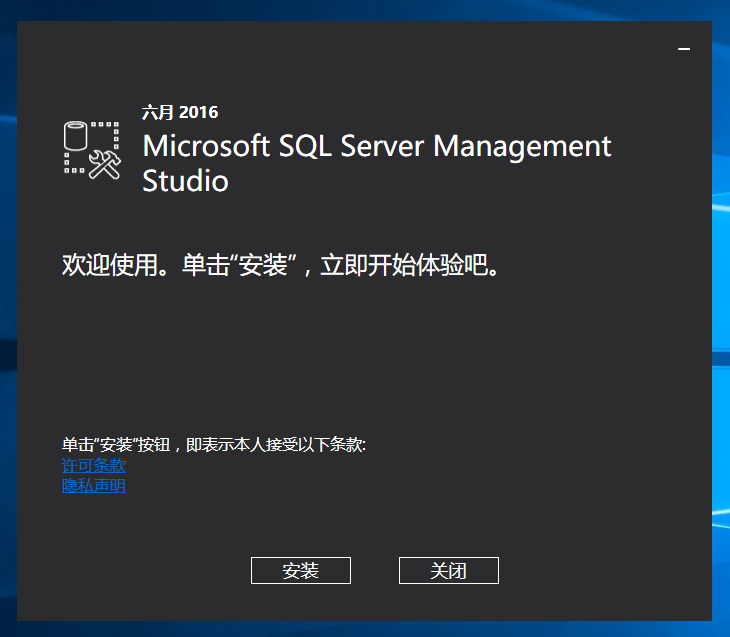 六月 2016
Microsoft SQL Server Management
Studio
欢迎使用。单击“安装”，立即开始体验吧。
单击“安装”按钮，即表示本人接受以下条款:
许可条款
隐私声明
安装
关闭